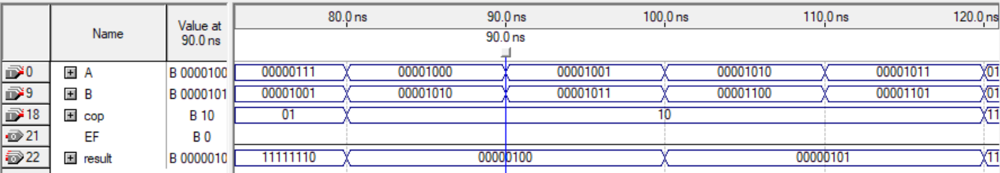 80.0 ns 90.0 ns 100.0 ns 110.0 ns 120.0 ns
Name Value at
90.0 ns
90.0 ns
0 A B 0000100 00000111 00001000 00001001 00001010 00001011 01
9 B B 0000101 00001001 00001010 00001011 00001100 00001101 01
18 cop B 10 01 10 11
21 EF B 0
22 result B 0000010 11111110 00000100 00000101 11